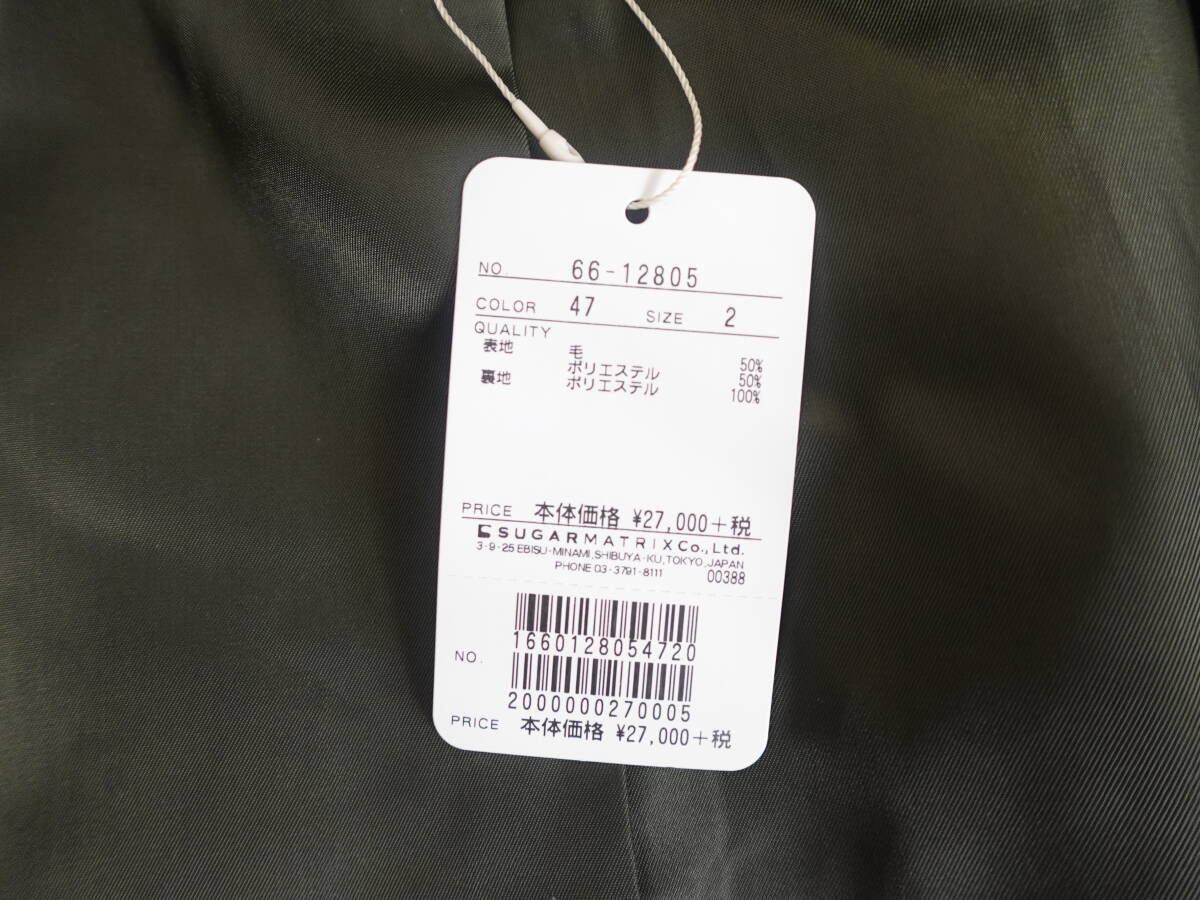 NO. 66-12805
COLOR 47 SIZE 2
QUALITY
表地 毛 50%
ポリエステル 50%
裏地 ポリエステル 100%
PRICE 本体価格 ¥27,000+税
SUGARMATRIX Co., Ltd.
3-9-25 EBISU-MINAMI, SHIBUYA-KU, TOKYO, JAPAN
PHONE 03-3791-8111 00388
1660128054720
NO.
2000000270005
PRICE 本体価格 ¥27,000+税